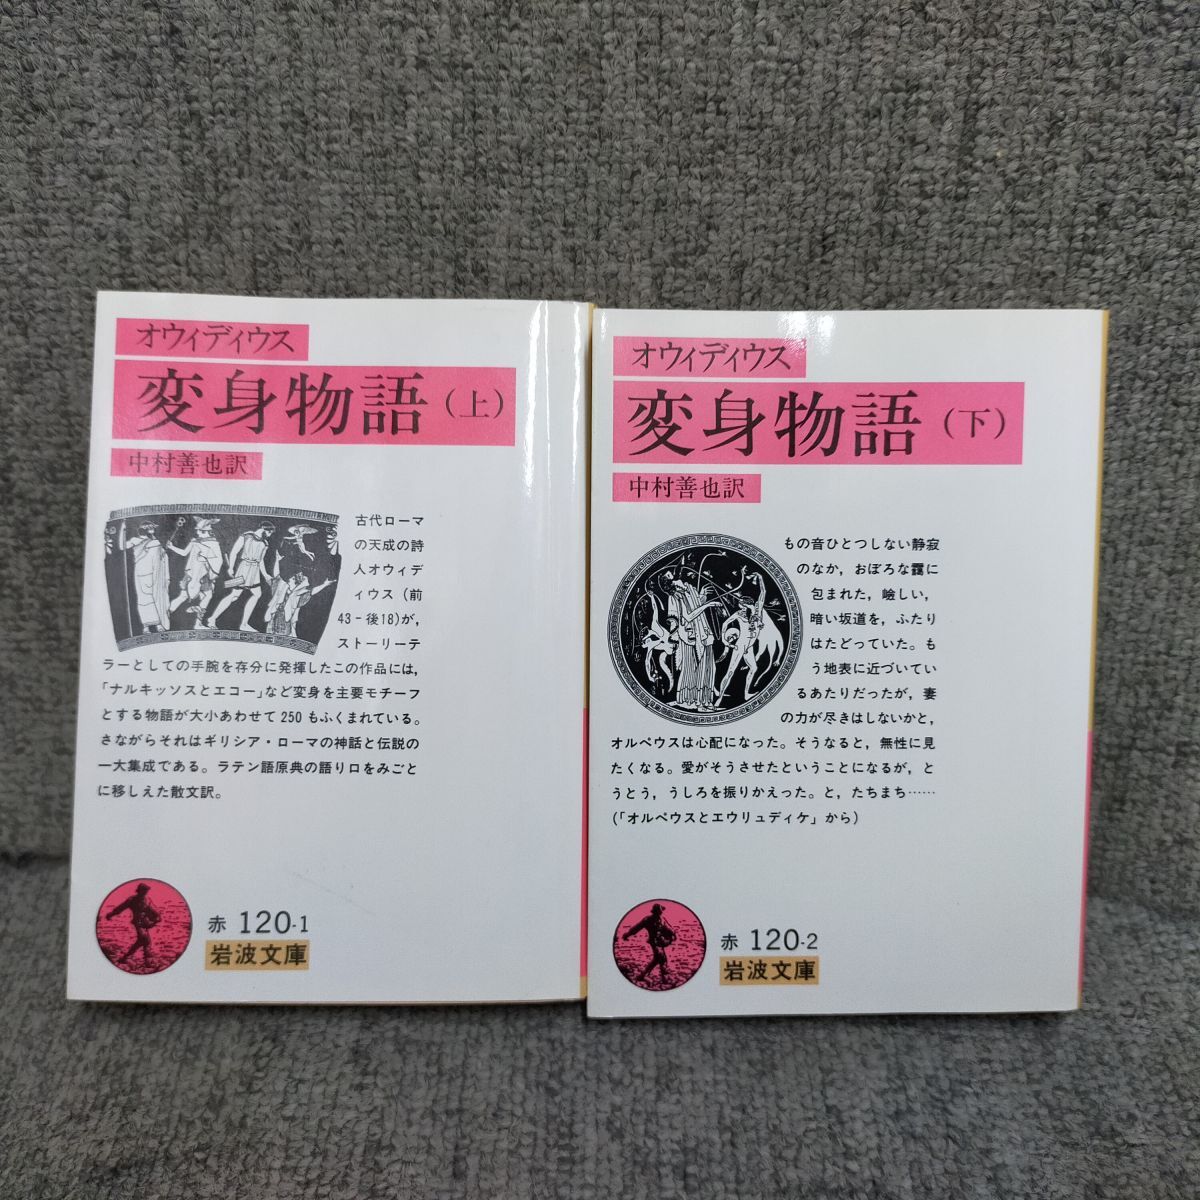 オウィディウス
変身物語(上)
中村善也訳
古代ローマ
の天成の詩
人オウィデ
ィウス(前
43-後18)が,
ストーリーテ
ラーとしての手腕を存分に発揮したこの作品には,
「ナルキッソスとエコー」など変身を主要モチーフ
とする物語が大小あわせて250もふくまれている。
さながらそれはギリシア・ローマの神話と伝説の
一大集成である。ラテン語原典の語り口をみごと
に移しえた散文訳。
赤 120-1
岩波文庫
オウィディウス
変身物語(下)
中村善也訳
もの音ひとつしない静寂
のなか, おぼろな靄に
包まれた, 嶮しい,
暗い坂道を, ふたり
はたどっていた。も
う地表に近づいてい
るあたりだったが, 妻
の力が尽きはしないかと,
オルペウスは心配になった。そうなると, 無性に見
たくなる。愛がそうさせたということになるが, と
うとう, うしろを振りかえった。と, たちまち……
(「オルペウスとエウリュディケ」から)
赤 120-2
岩波文庫